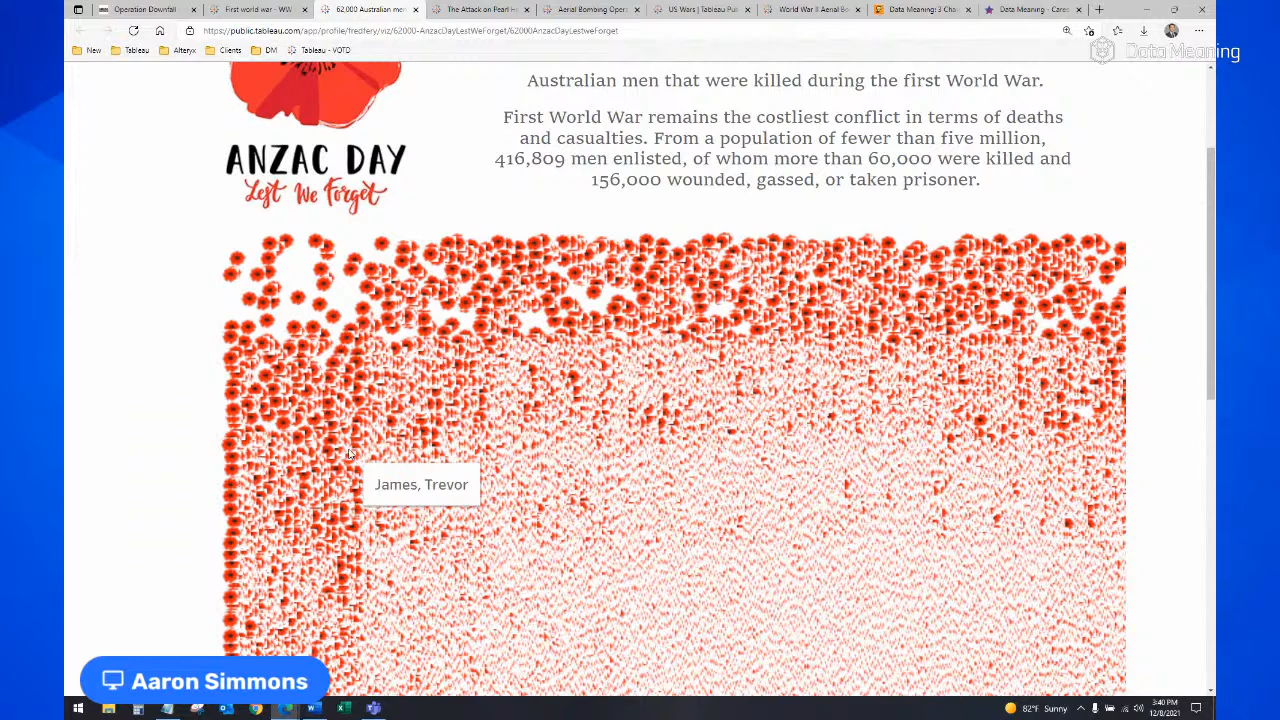 Operation Downfall
First world war - WW
62,000 Australian men
The Attack on Pearl H
Aerial Bombing Oper
US Wars | Tableau Pu
World War II Aerial Bo
Data Meaning: 3 Cha
Data Meaning - Caree
https://public.tableau.com/app/profile/fredfery/viz/62000-AnzacDayLestWeForget/62000AnzacDayLestweForget
New
Tableau
Alteryx
Clients
DM
Tableau - VOTD
Data Meaning
Australian men that were killed during the first World War.
First World War remains the costliest conflict in terms of deaths
and casualties. From a population of fewer than five million,
416,809 men enlisted, of whom more than 60,000 were killed and
156,000 wounded, gassed, or taken prisoner.
ANZAC DAY
Lest We Forget
James, Trevor
Aaron Simmons
82°F Sunny
3:40 PM
12/8/2021